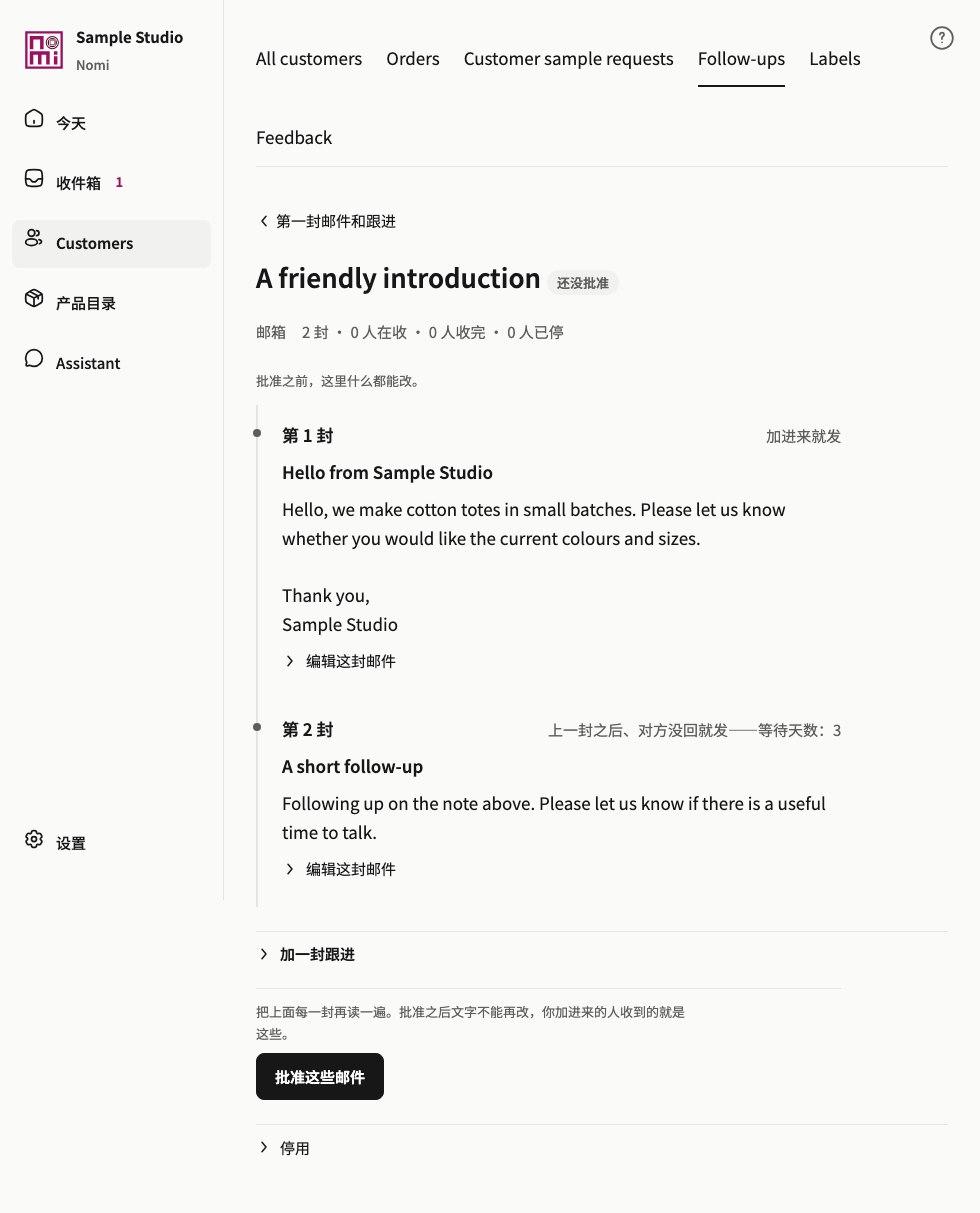 Sample Studio
Nomi
今天
收件箱 1
Customers
产品目录
Assistant
设置
All customers Orders Customer sample requests Follow-ups Labels
Feedback
第一封邮件和跟进
A friendly introduction 还没批准
邮箱 2 封 · 0 人在收 · 0 人收完 · 0 人已停
批准之前，这里什么都能改。
第 1 封 加进来就发
Hello from Sample Studio
Hello, we make cotton totes in small batches. Please let us know
whether you would like the current colours and sizes.
Thank you,
Sample Studio
编辑这封邮件
第 2 封 上一封之后、对方没回就发——等待天数：3
A short follow-up
Following up on the note above. Please let us know if there is a useful
time to talk.
编辑这封邮件
加一封跟进
把上面每一封再读一遍。批准之后文字不能再改，你加进来的人收到的就是
这些。
批准这些邮件
停用